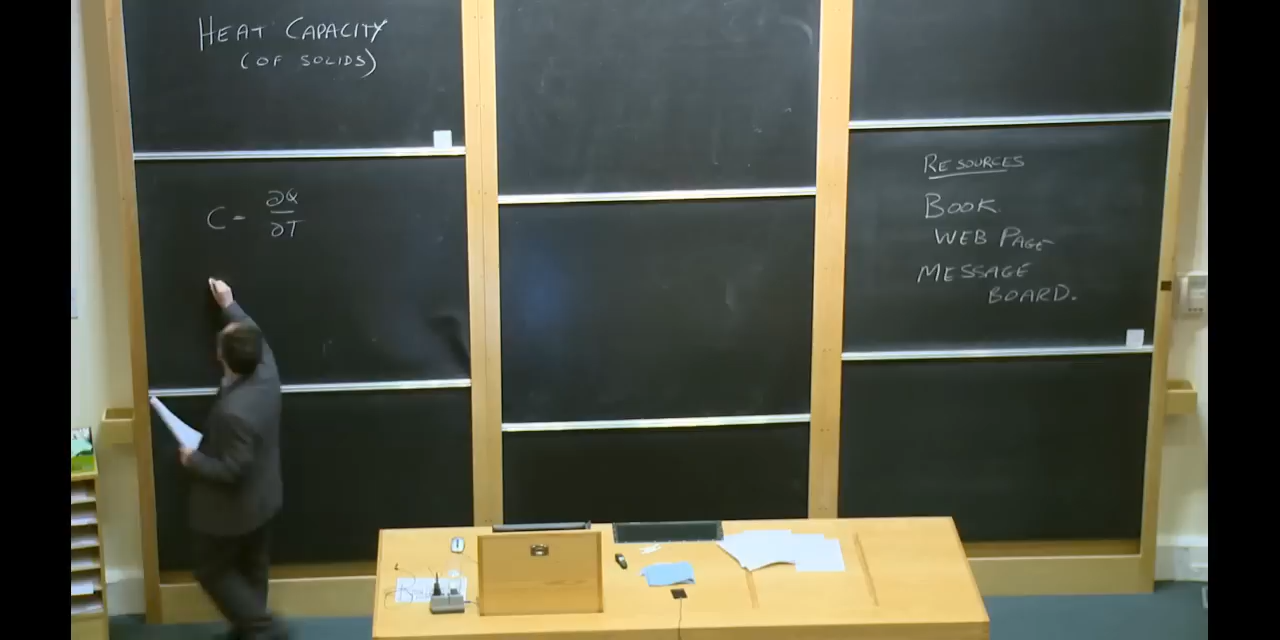 HEAT CAPACITY
(OF SOLIDS)
C = ∂Q/∂T
RESOURCES
BOOK
WEB PAGE
MESSAGE
BOARD.